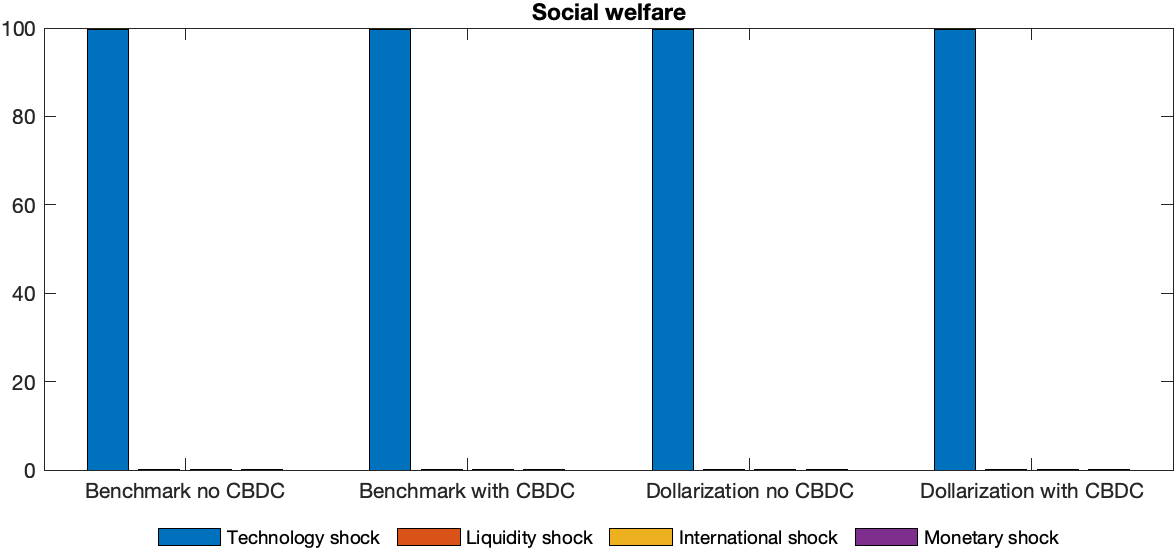 Social welfare
100
80
60
40
20
0
Benchmark no CBDC Benchmark with CBDC Dollarization no CBDC Dollarization with CBDC
Technology shock Liquidity shock International shock Monetary shock